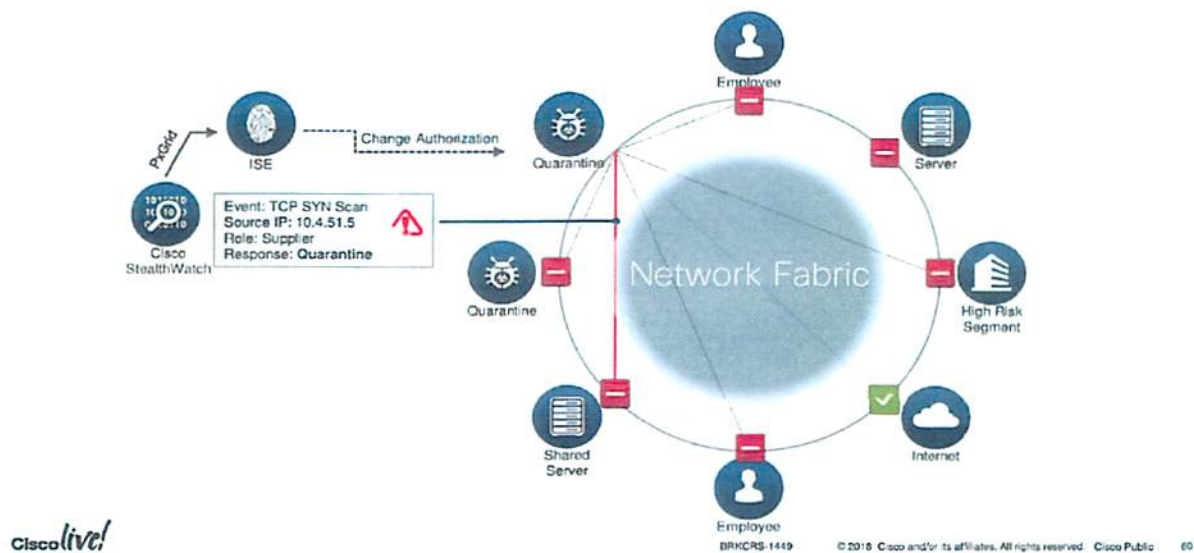 Employee
Server
High Risk
Segment
Internet
Employee
Shared
Server
Quarantine
Quarantine
Change Authorization
ISE
PxGrid
Cisco
StealthWatch
Event: TCP SYN Scan
Source IP: 10.4.51.5
Role: Supplier
Response: Quarantine
Network Fabric
Cisco live!
BRKCRS-1449
© 2018 Cisco and/or its affiliates. All rights reserved. Cisco Public
60